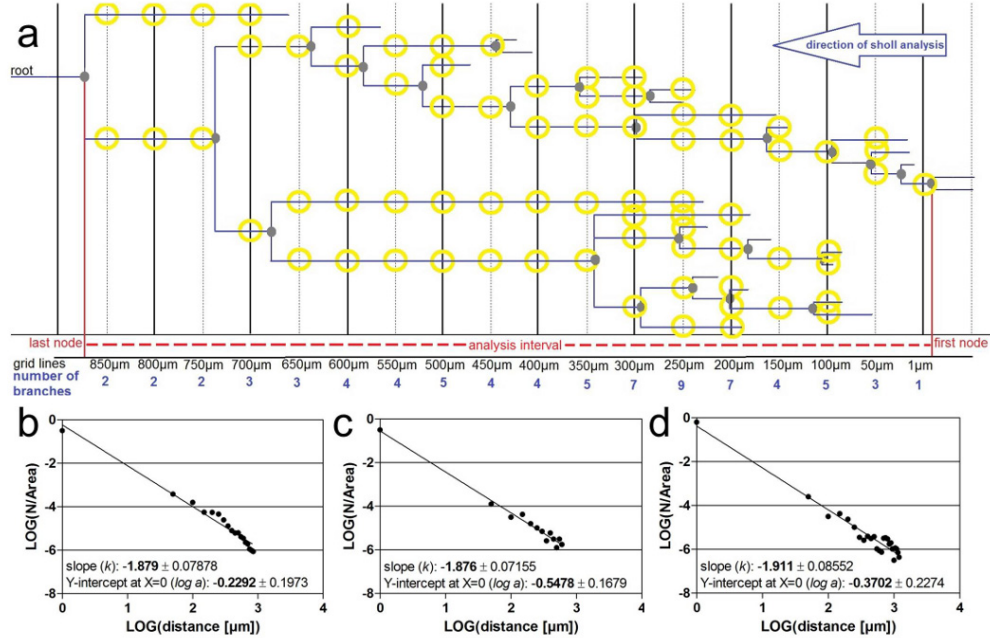 a
direction of sholl analysis
root
last node
analysis interval
first node
grid lines 850µm 800µm 750µm 700µm 650µm 600µm 550µm 500µm 450µm 400µm 350µm 300µm 250µm 200µm 150µm 100µm 50µm 1µm
number of branches 2 2 2 3 3 4 4 5 4 4 5 7 9 7 4 5 3 1
b
LOG(N/Area)
0
-2
-4
-6
-8
slope (k): -1.879 ± 0.07878
Y-intercept at X=0 (log a): -0.2292 ± 0.1973
0 1 2 3 4
LOG(distance [µm])
c
LOG(N/Area)
0
-2
-4
-6
-8
slope (k): -1.876 ± 0.07155
Y-intercept at X=0 (log a): -0.5478 ± 0.1679
0 1 2 3 4
LOG(distance [µm])
d
LOG(N/Area)
0
-2
-4
-6
-8
slope (k): -1.911 ± 0.08552
Y-intercept at X=0 (log a): -0.3702 ± 0.2274
0 1 2 3 4
LOG(distance [µm])